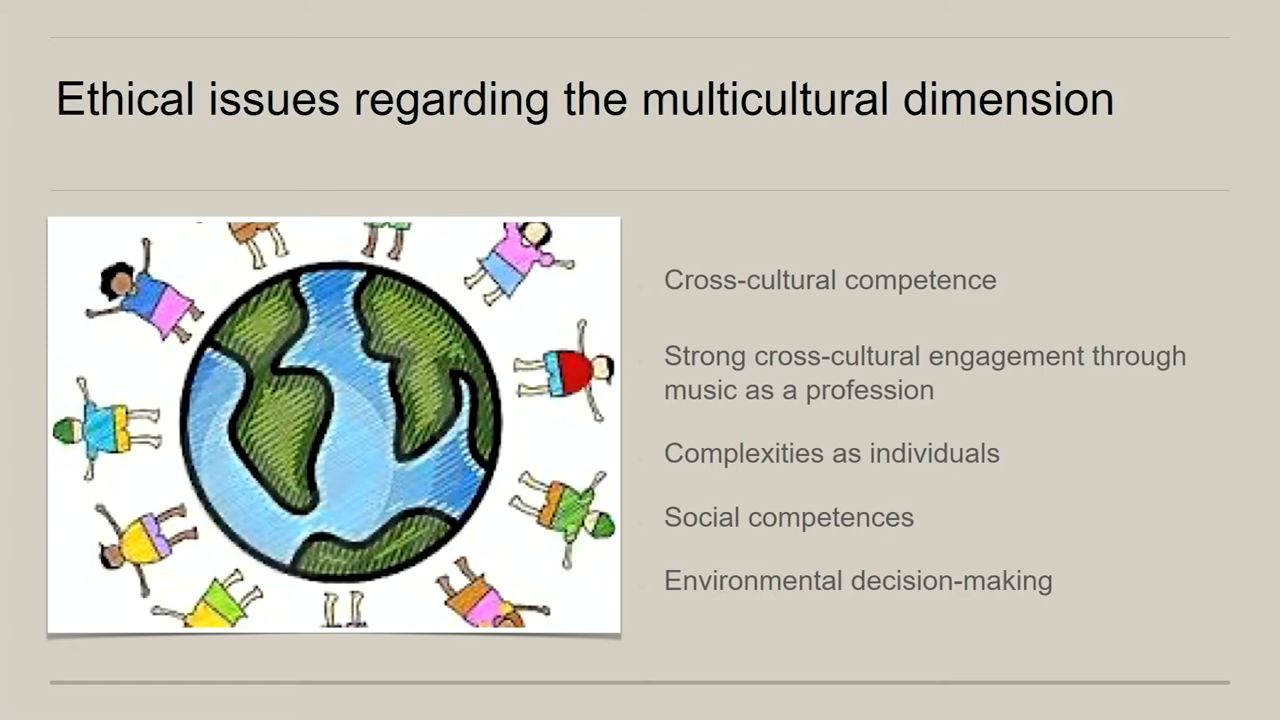 Ethical issues regarding the multicultural dimension
Cross-cultural competence
Strong cross-cultural engagement through
music as a profession
Complexities as individuals
Social competences
Environmental decision-making